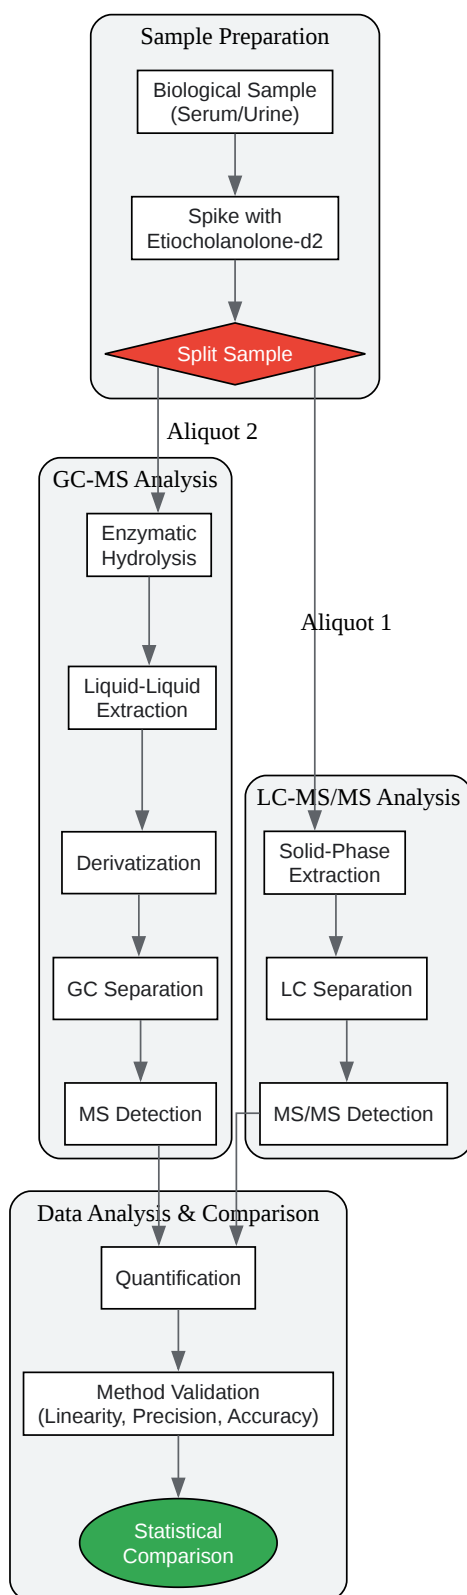 Sample Preparation
Biological Sample
(Serum/Urine)
Spike with
Etiocholanolone-d2
Split Sample
Aliquot 2
GC-MS Analysis
Enzymatic
Hydrolysis
Liquid-Liquid
Extraction
Derivatization
GC Separation
MS Detection
Aliquot 1
LC-MS/MS Analysis
Solid-Phase
Extraction
LC Separation
MS/MS Detection
Data Analysis & Comparison
Quantification
Method Validation
(Linearity, Precision, Accuracy)
Statistical
Comparison